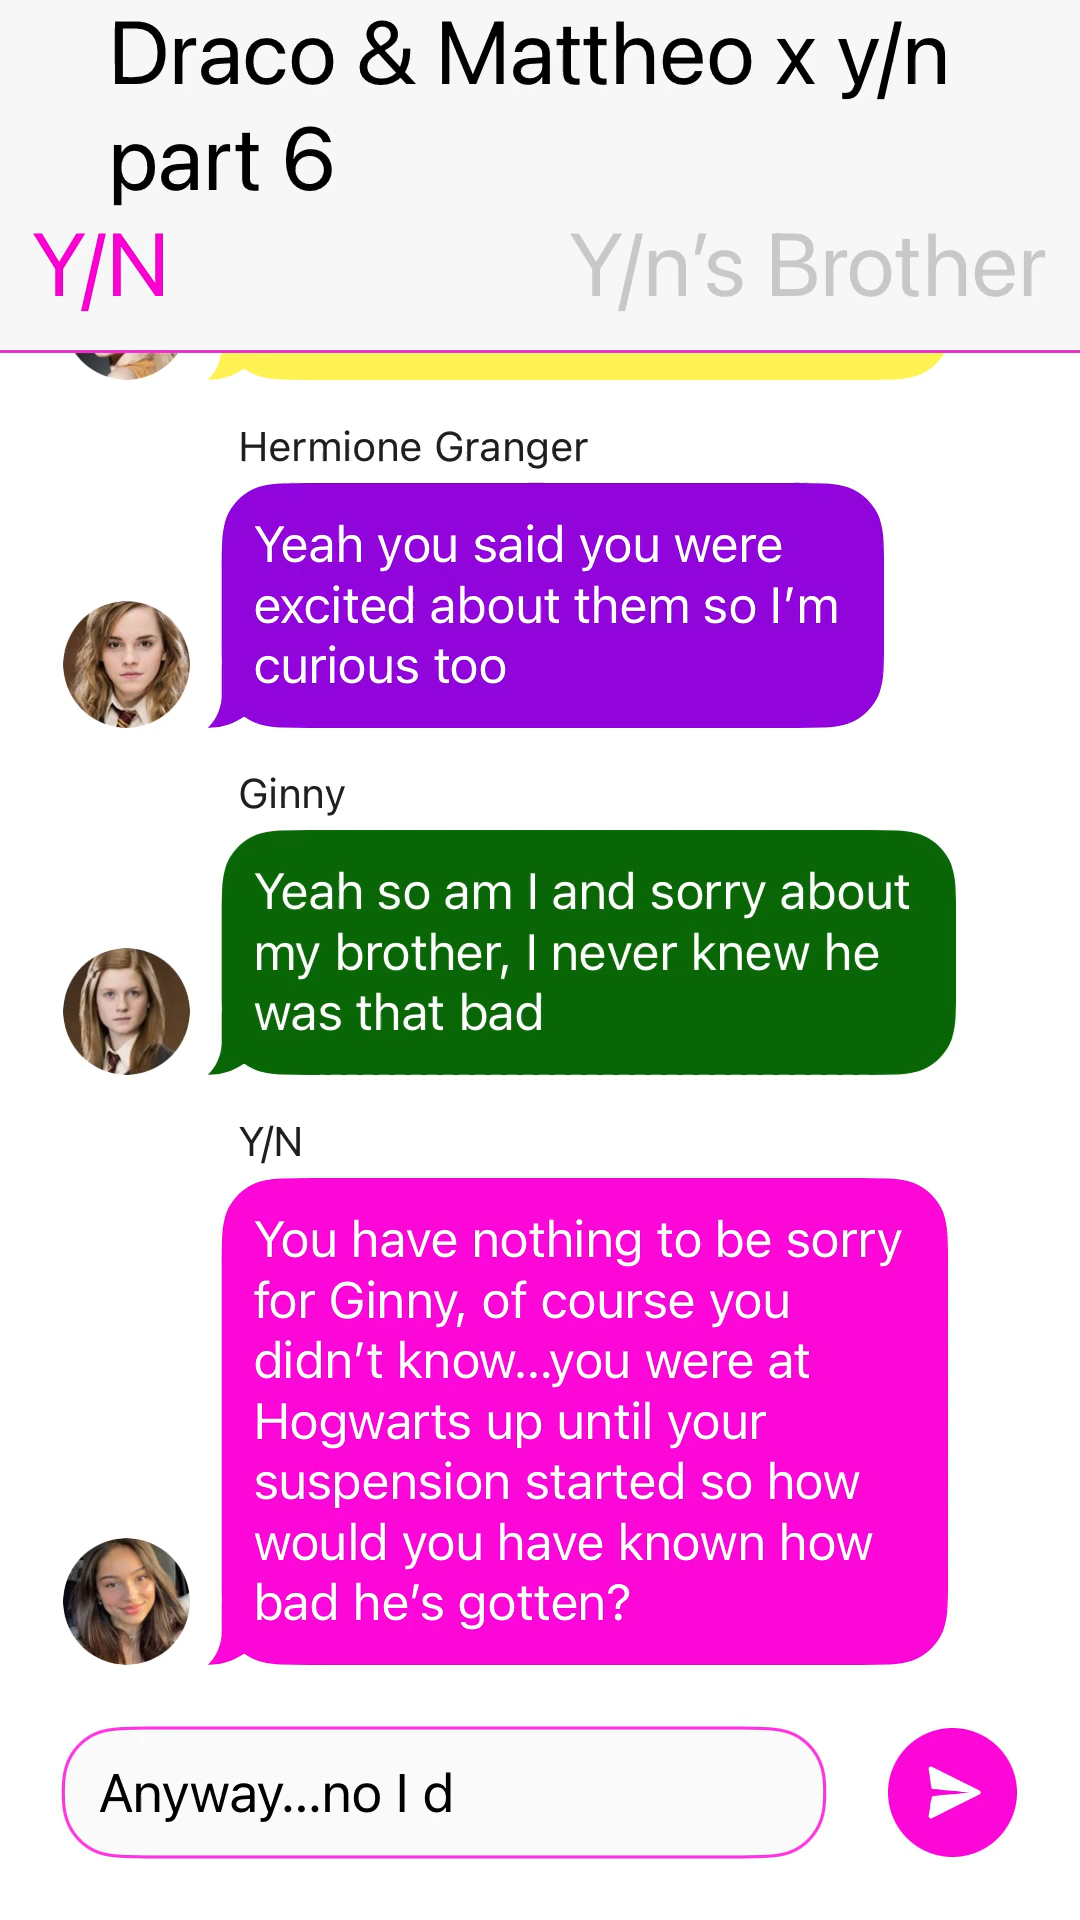 Draco & Mattheo x y/n
part 6
Y/N
Y/n’s Brother
Hermione Granger
Yeah you said you were
excited about them so I’m
curious too
Ginny
Yeah so am I and sorry about
my brother, I never knew he
was that bad
Y/N
You have nothing to be sorry
for Ginny, of course you
didn’t know...you were at
Hogwarts up until your
suspension started so how
would you have known how
bad he’s gotten?
Anyway...no I d